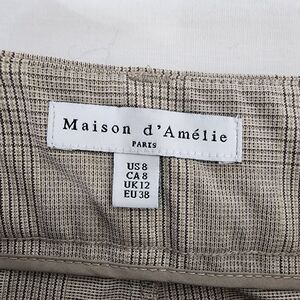 Maison d'Amélie
PARIS
US 8
CA 8
UK 12
EU 38